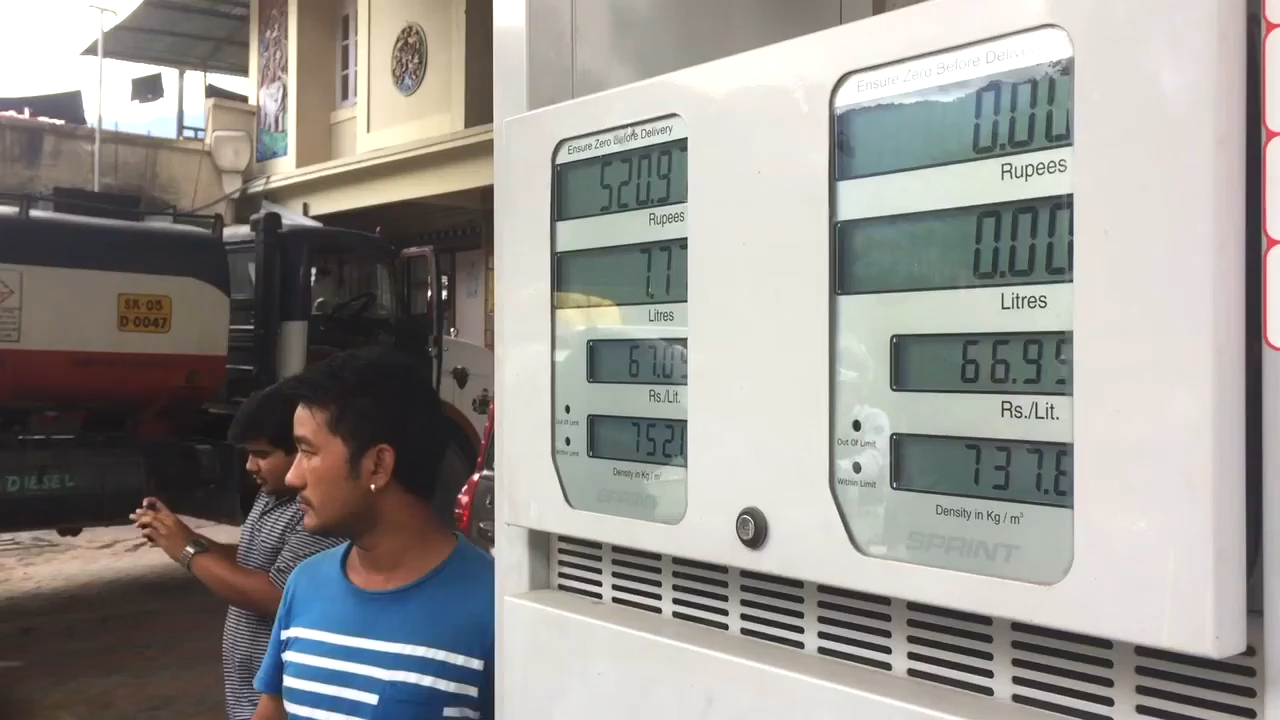 SK-05
D-0047
DIESEL
Ensure Zero Before Delivery
520.9
Rupees
7.7
Litres
67.0
Rs./Lit.
Out Of Limit
Within Limit
752.
Density in Kg / m³
SPRINT
Ensure Zero Before Delivery
0.00
Rupees
0.00
Litres
66.9
Rs./Lit.
Out Of Limit
Within Limit
737.
Density in Kg / m³
SPRINT